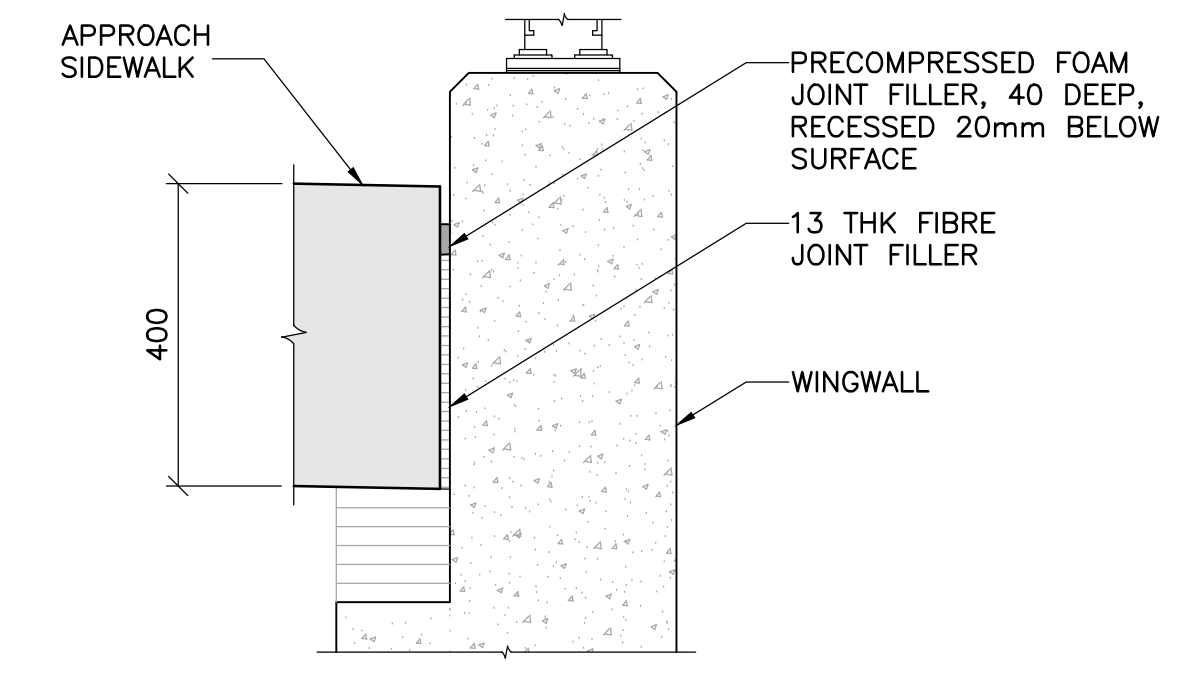 APPROACH
SIDEWALK
PRECOMPRESSED FOAM
JOINT FILLER, 40 DEEP,
RECESSED 20mm BELOW
SURFACE
13 THK FIBRE
JOINT FILLER
400
WINGWALL